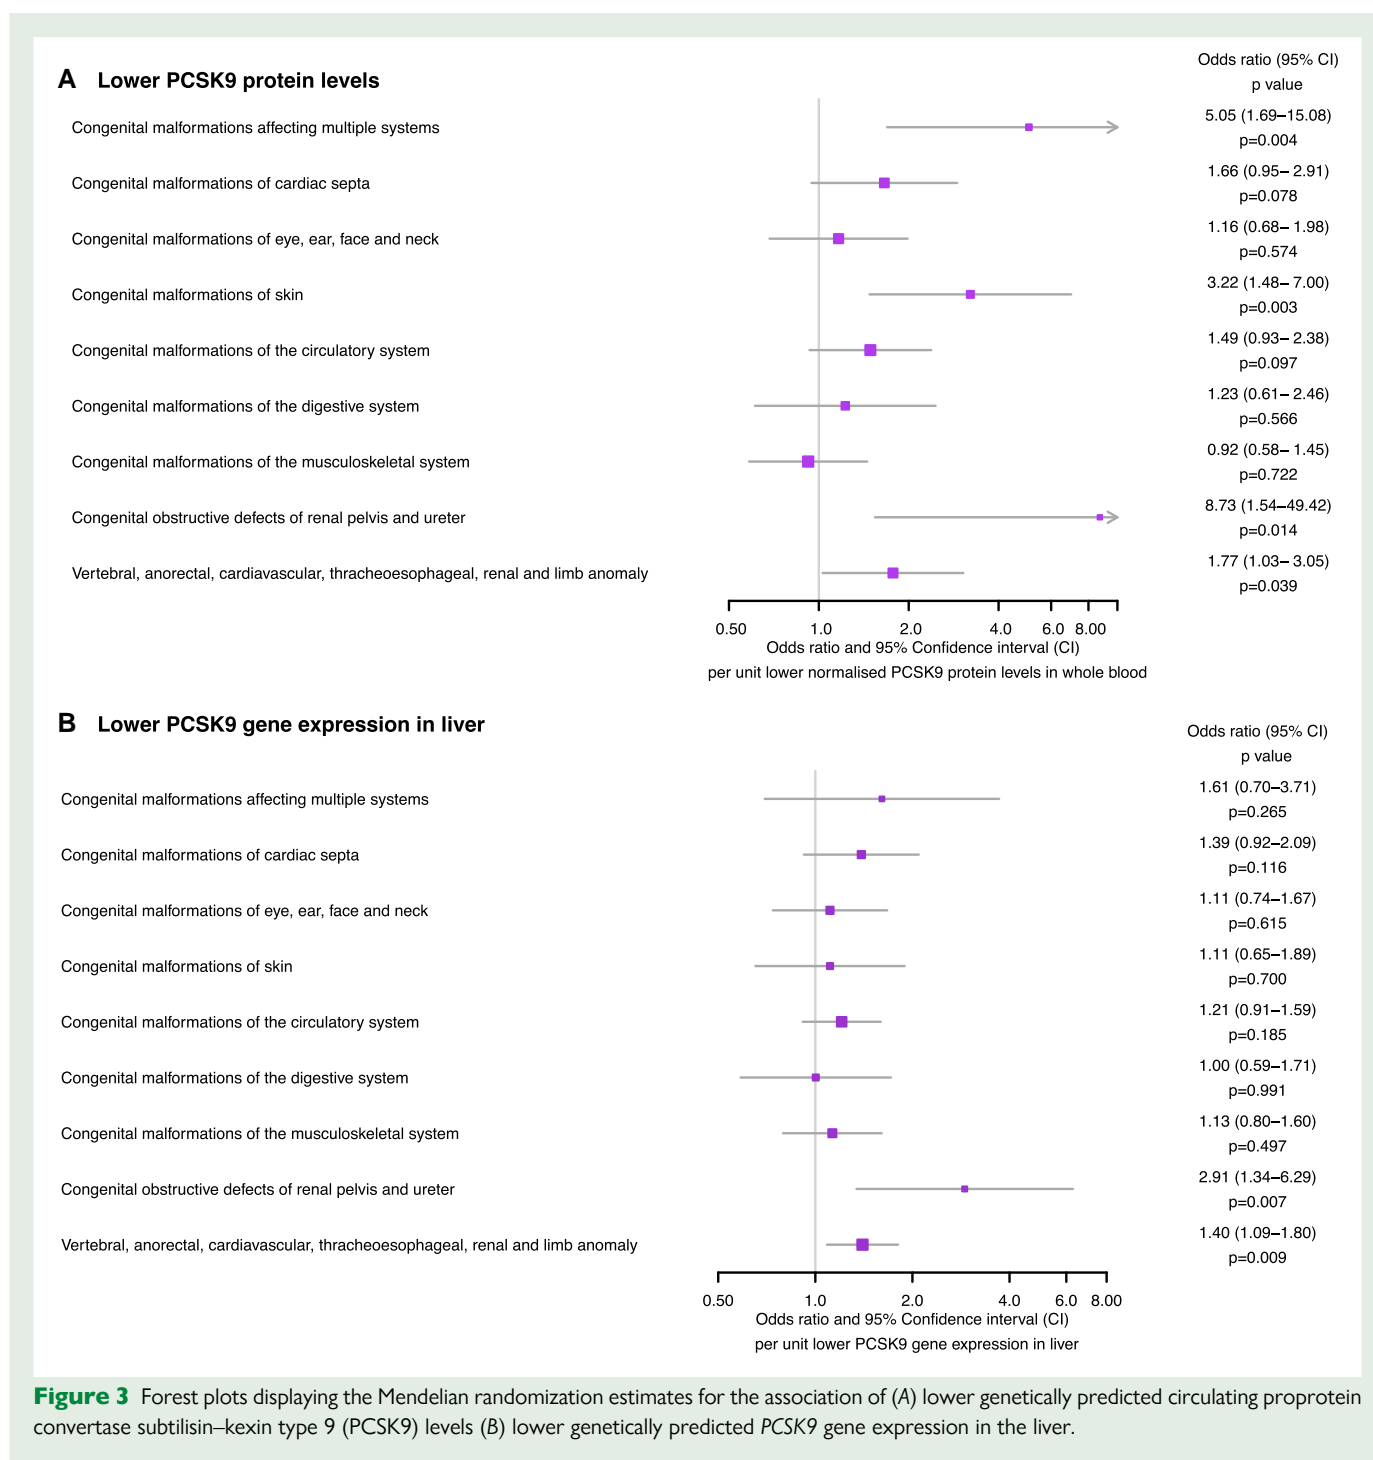 Odds ratio (95% CI)
p value
A Lower PCSK9 protein levels
Congenital malformations affecting multiple systems 5.05 (1.69–15.08)
p=0.004
Congenital malformations of cardiac septa 1.66 (0.95– 2.91)
p=0.078
Congenital malformations of eye, ear, face and neck 1.16 (0.68– 1.98)
p=0.574
Congenital malformations of skin 3.22 (1.48– 7.00)
p=0.003
Congenital malformations of the circulatory system 1.49 (0.93– 2.38)
p=0.097
Congenital malformations of the digestive system 1.23 (0.61– 2.46)
p=0.566
Congenital malformations of the musculoskeletal system 0.92 (0.58– 1.45)
p=0.722
Congenital obstructive defects of renal pelvis and ureter 8.73 (1.54–49.42)
p=0.014
Vertebral, anorectal, cardiavascular, thracheoesophageal, renal and limb anomaly 1.77 (1.03– 3.05)
p=0.039
0.50 1.0 2.0 4.0 6.0 8.00
Odds ratio and 95% Confidence interval (CI)
per unit lower normalised PCSK9 protein levels in whole blood
B Lower PCSK9 gene expression in liver
Odds ratio (95% CI)
p value
Congenital malformations affecting multiple systems 1.61 (0.70–3.71)
p=0.265
Congenital malformations of cardiac septa 1.39 (0.92–2.09)
p=0.116
Congenital malformations of eye, ear, face and neck 1.11 (0.74–1.67)
p=0.615
Congenital malformations of skin 1.11 (0.65–1.89)
p=0.700
Congenital malformations of the circulatory system 1.21 (0.91–1.59)
p=0.185
Congenital malformations of the digestive system 1.00 (0.59–1.71)
p=0.991
Congenital malformations of the musculoskeletal system 1.13 (0.80–1.60)
p=0.497
Congenital obstructive defects of renal pelvis and ureter 2.91 (1.34–6.29)
p=0.007
Vertebral, anorectal, cardiavascular, thracheoesophageal, renal and limb anomaly 1.40 (1.09–1.80)
p=0.009
0.50 1.0 2.0 4.0 6.0 8.00
Odds ratio and 95% Confidence interval (CI)
per unit lower PCSK9 gene expression in liver
Figure 3 Forest plots displaying the Mendelian randomization estimates for the association of (A) lower genetically predicted circulating proprotein
convertase subtilisin–kexin type 9 (PCSK9) levels (B) lower genetically predicted PCSK9 gene expression in the liver.